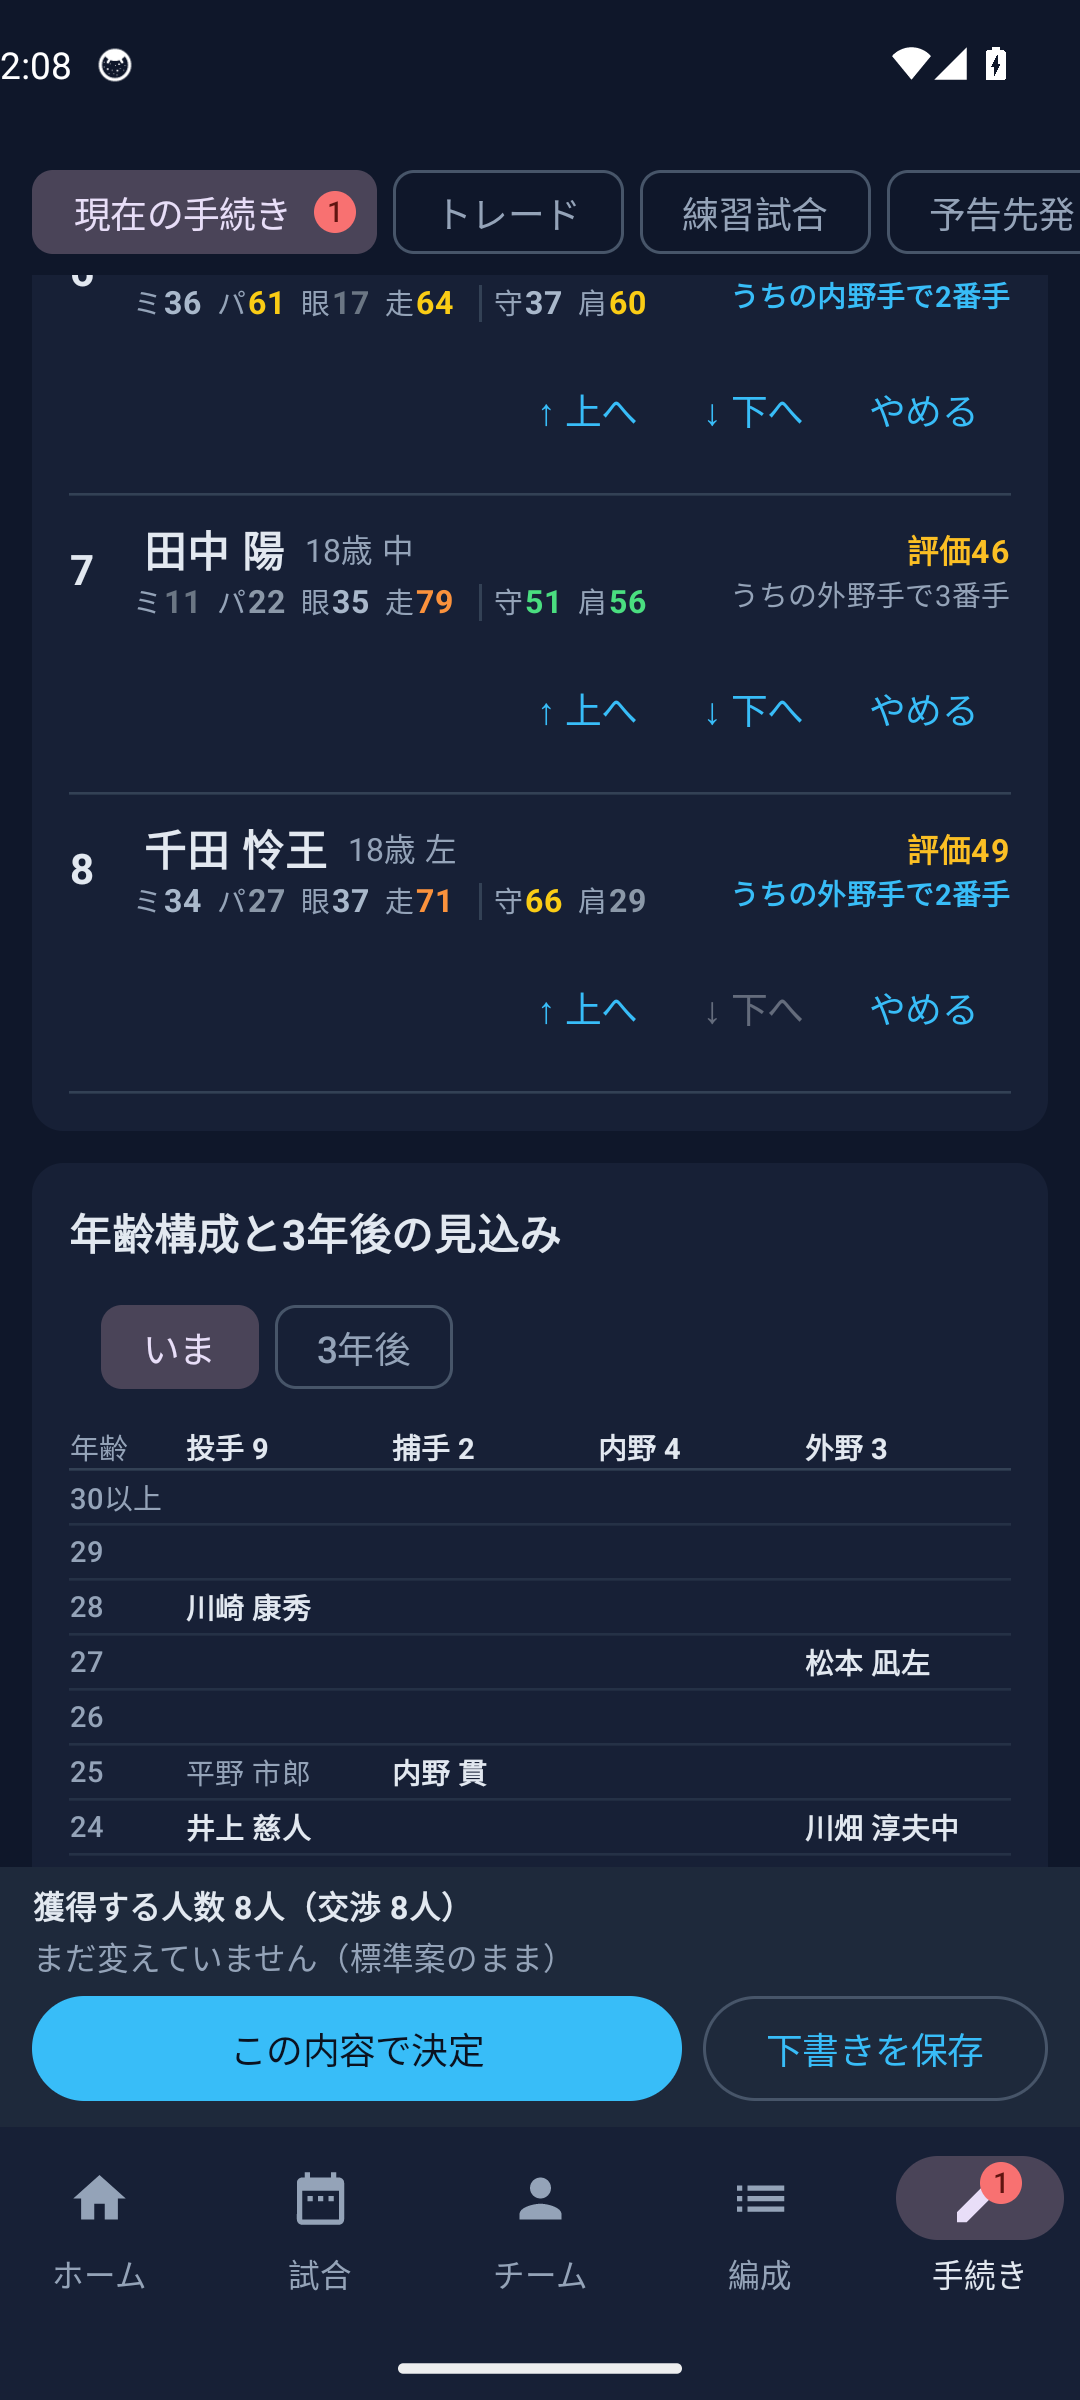 2:08
現在の手続き 1 トレード 練習試合 予告先発
ミ36 パ61 眼17 走64 守37 肩60 うちの内野手で2番手
↑ 上へ ↓ 下へ やめる
7 田中 陽 18歳 中 評価46
ミ11 パ22 眼35 走79 守51 肩56 うちの外野手で3番手
↑ 上へ ↓ 下へ やめる
8 千田 怜王 18歳 左 評価49
ミ34 パ27 眼37 走71 守66 肩29 うちの外野手で2番手
↑ 上へ ↓ 下へ やめる
年齢構成と3年後の見込み
いま 3年後
年齢 投手 9 捕手 2 内野 4 外野 3
30以上
29
28 川崎 康秀
27 松本 凪左
26
25 平野 市郎 内野 貫
24 井上 慈人 川畑 淳夫中
獲得する人数 8人（交渉 8人）
まだ変えていません（標準案のまま）
この内容で決定 下書きを保存
1
ホーム 試合 チーム 編成 手続き